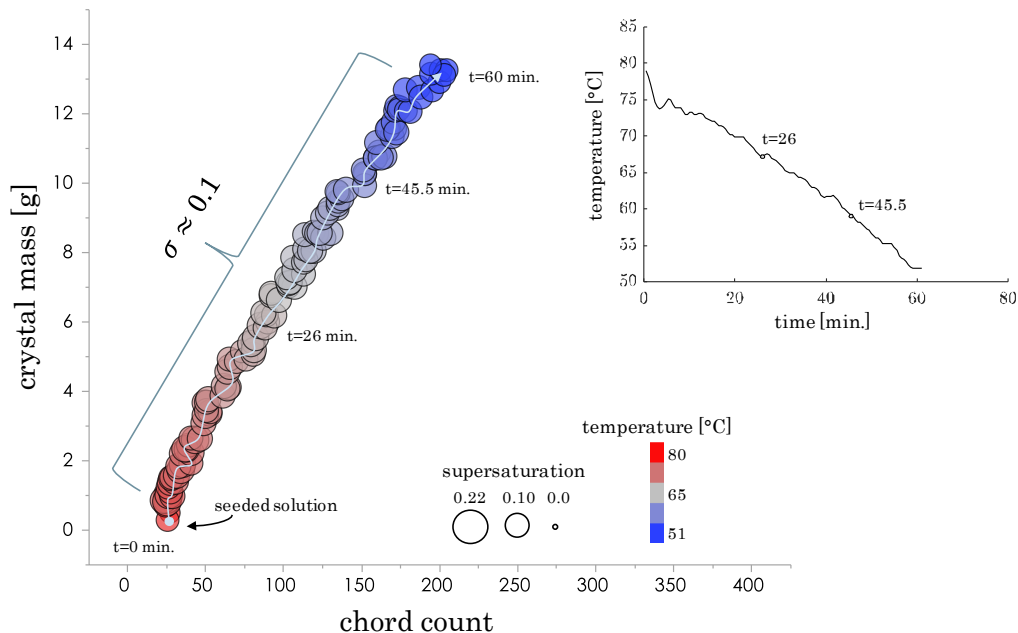 14
12
10
8
6
4
2
0
crystal mass [g]
0
50
100
150
200
250
300
350
400
chord count
σ ≈ 0.1
t=60 min.
t=45.5 min.
t=26 min.
seeded solution
t=0 min.
85
80
75
70
65
60
55
50
temperature [°C]
t=26
t=45.5
0
20
40
60
80
time [min.]
supersaturation
0.22 0.10 0.0
temperature [°C]
80
65
51